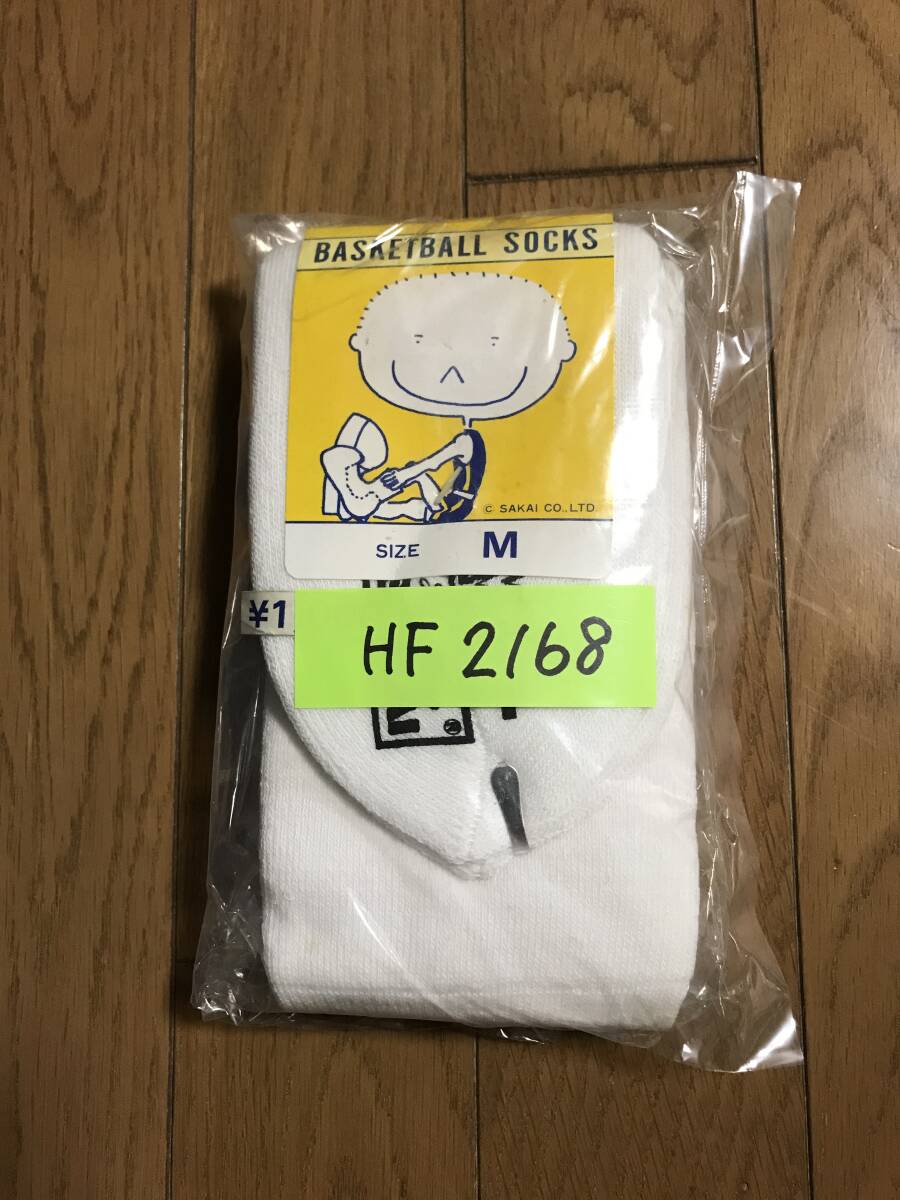 BASKETBALL SOCKS
© SAKAI CO.,LTD.
SIZE M
¥1
HF 2168